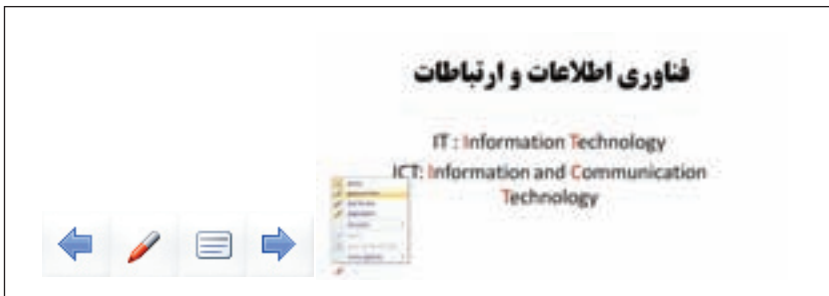 فناوری اطلاعات و ارتباطات
IT : Information Technology
ICT: Information and Communication
Technology